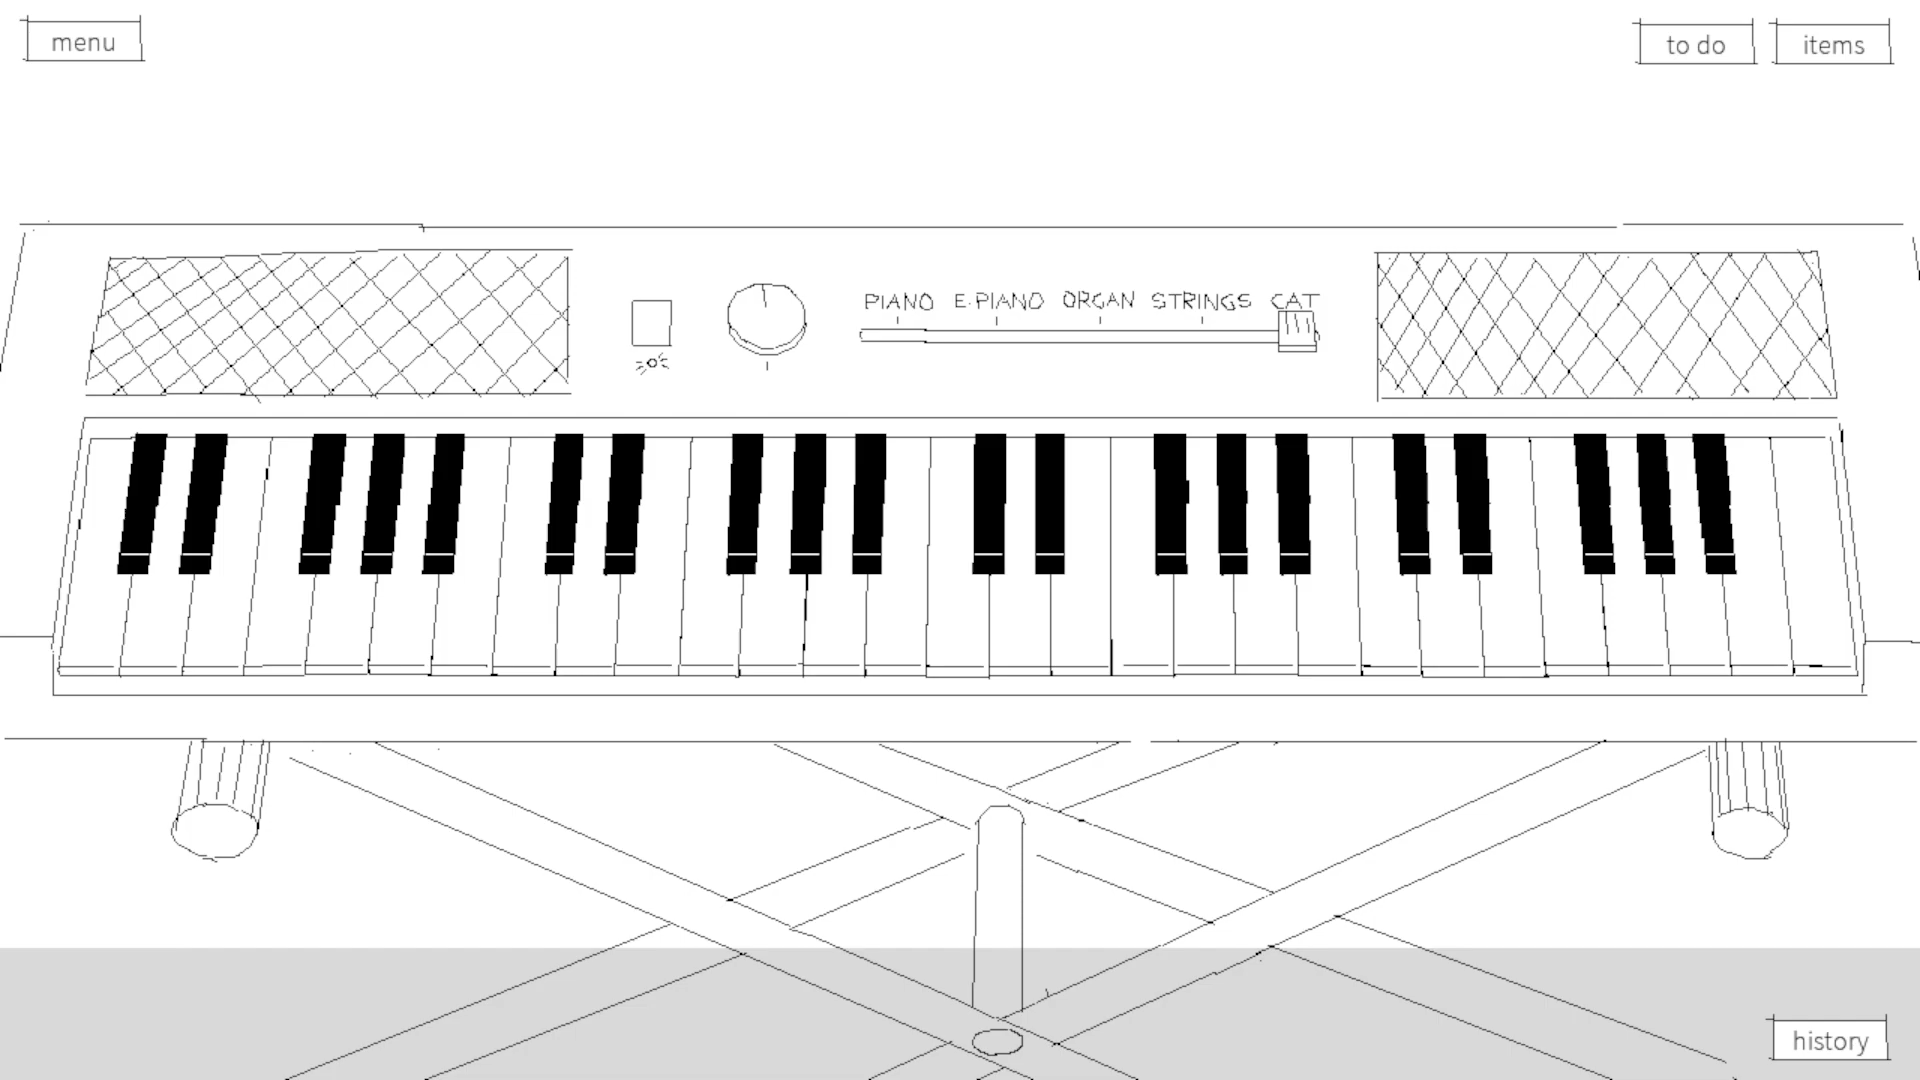 menu
to do
items
PIANO E.PIANO ORGAN STRINGS CAT
history